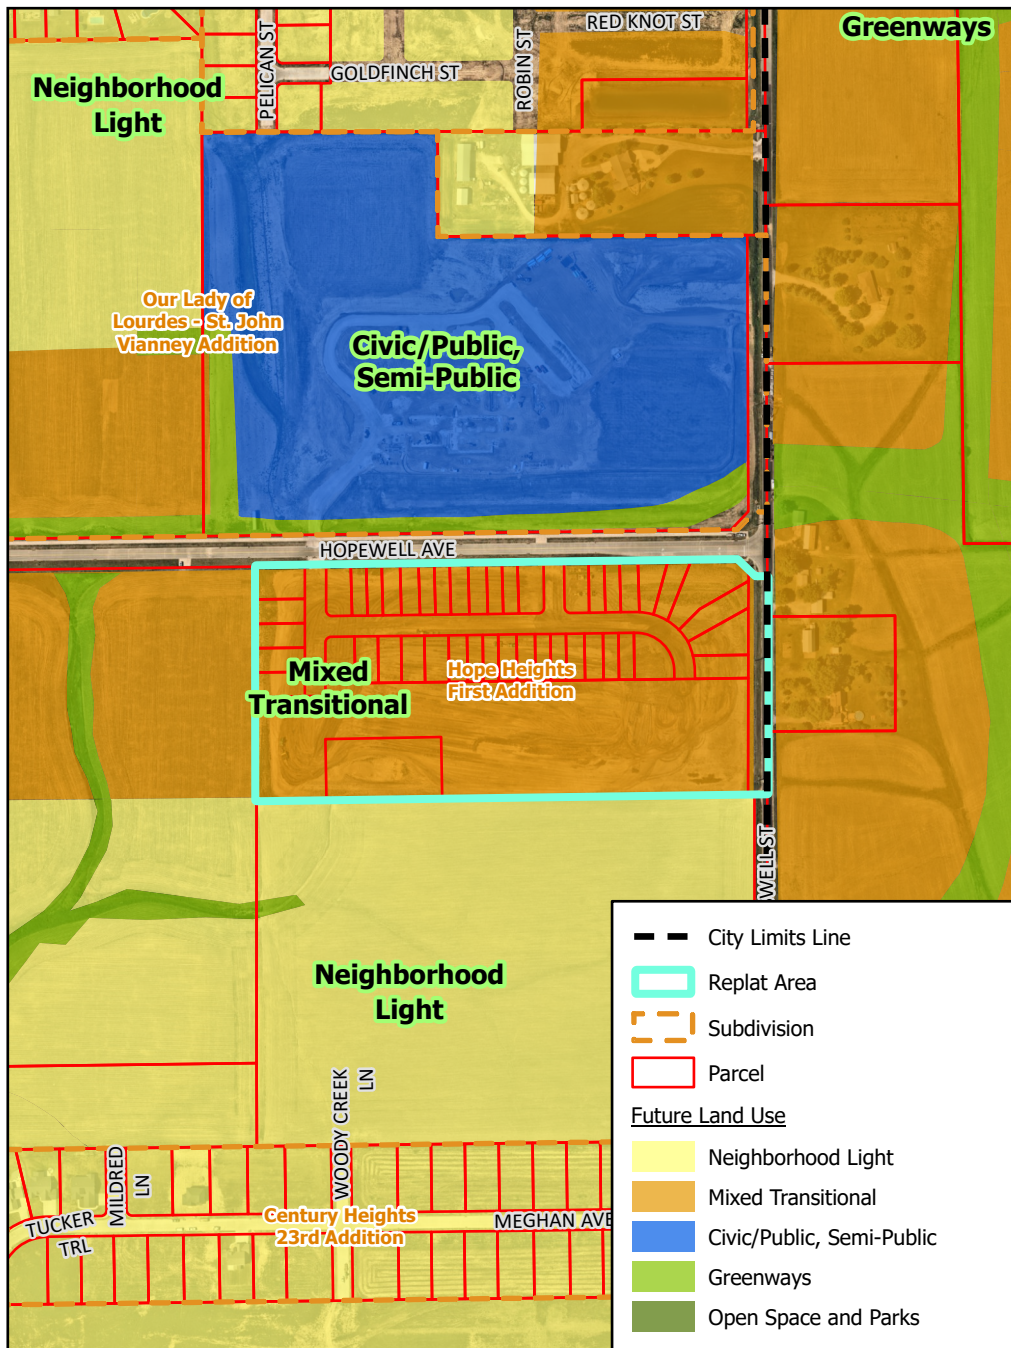 RED KNOT ST
Greenways
PELICAN ST
GOLDFINCH ST
ROBIN ST
Neighborhood
Light
Our Lady of
Lourdes - St. John
Vianney Addition
Civic/Public,
Semi-Public
HOPEWELL AVE
Mixed
Transitional
Hope Heights
First Addition
WELL ST
Neighborhood
Light
WOODY CREEK
LN
MILDRED
LN
TUCKER
TRL
Century Heights
23rd Addition
MEGHAN AVE
City Limits Line
Replat Area
Subdivision
Parcel
Future Land Use
Neighborhood Light
Mixed Transitional
Civic/Public, Semi-Public
Greenways
Open Space and Parks